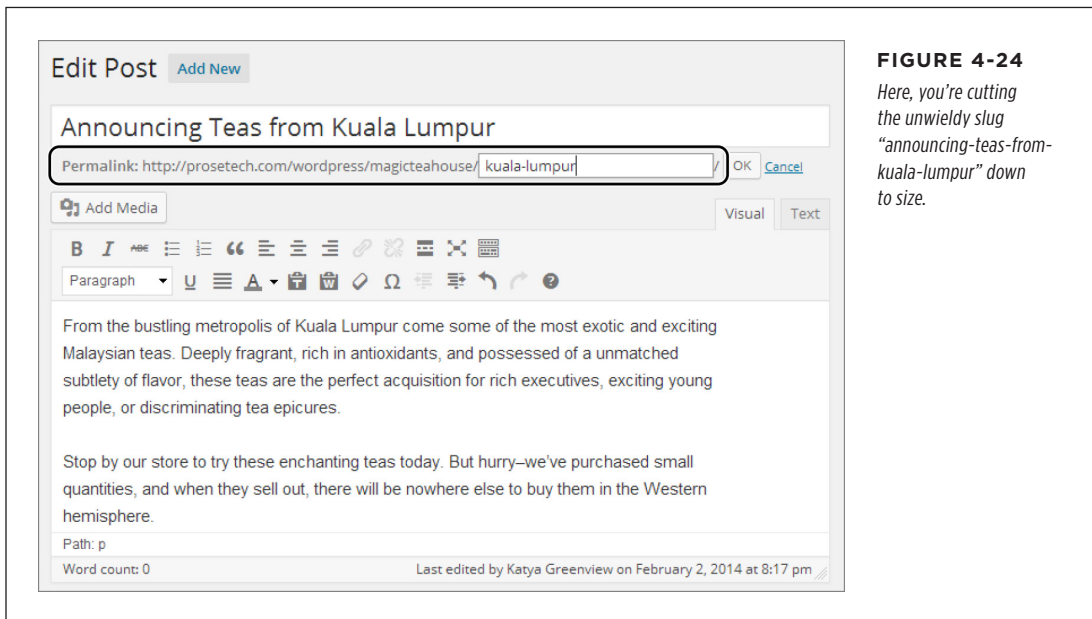 Edit Post Add New
Announcing Teas from Kuala Lumpur
Permalink: http://prosetech.com/wordpress/magicteahouse/ kuala-lumpur / OK Cancel
Add Media
Visual Text
B I ABC
Paragraph U A T W Ω ?
From the bustling metropolis of Kuala Lumpur come some of the most exotic and exciting
Malaysian teas. Deeply fragrant, rich in antioxidants, and possessed of a unmatched
subtlety of flavor, these teas are the perfect acquisition for rich executives, exciting young
people, or discriminating tea epicures.
Stop by our store to try these enchanting teas today. But hurry–we've purchased small
quantities, and when they sell out, there will be nowhere else to buy them in the Western
hemisphere.
Path: p
Word count: 0 Last edited by Katya Greenview on February 2, 2014 at 8:17 pm
FIGURE 4-24
Here, you're cutting
the unwieldy slug
“announcing-teas-from-
kuala-lumpur” down
to size.